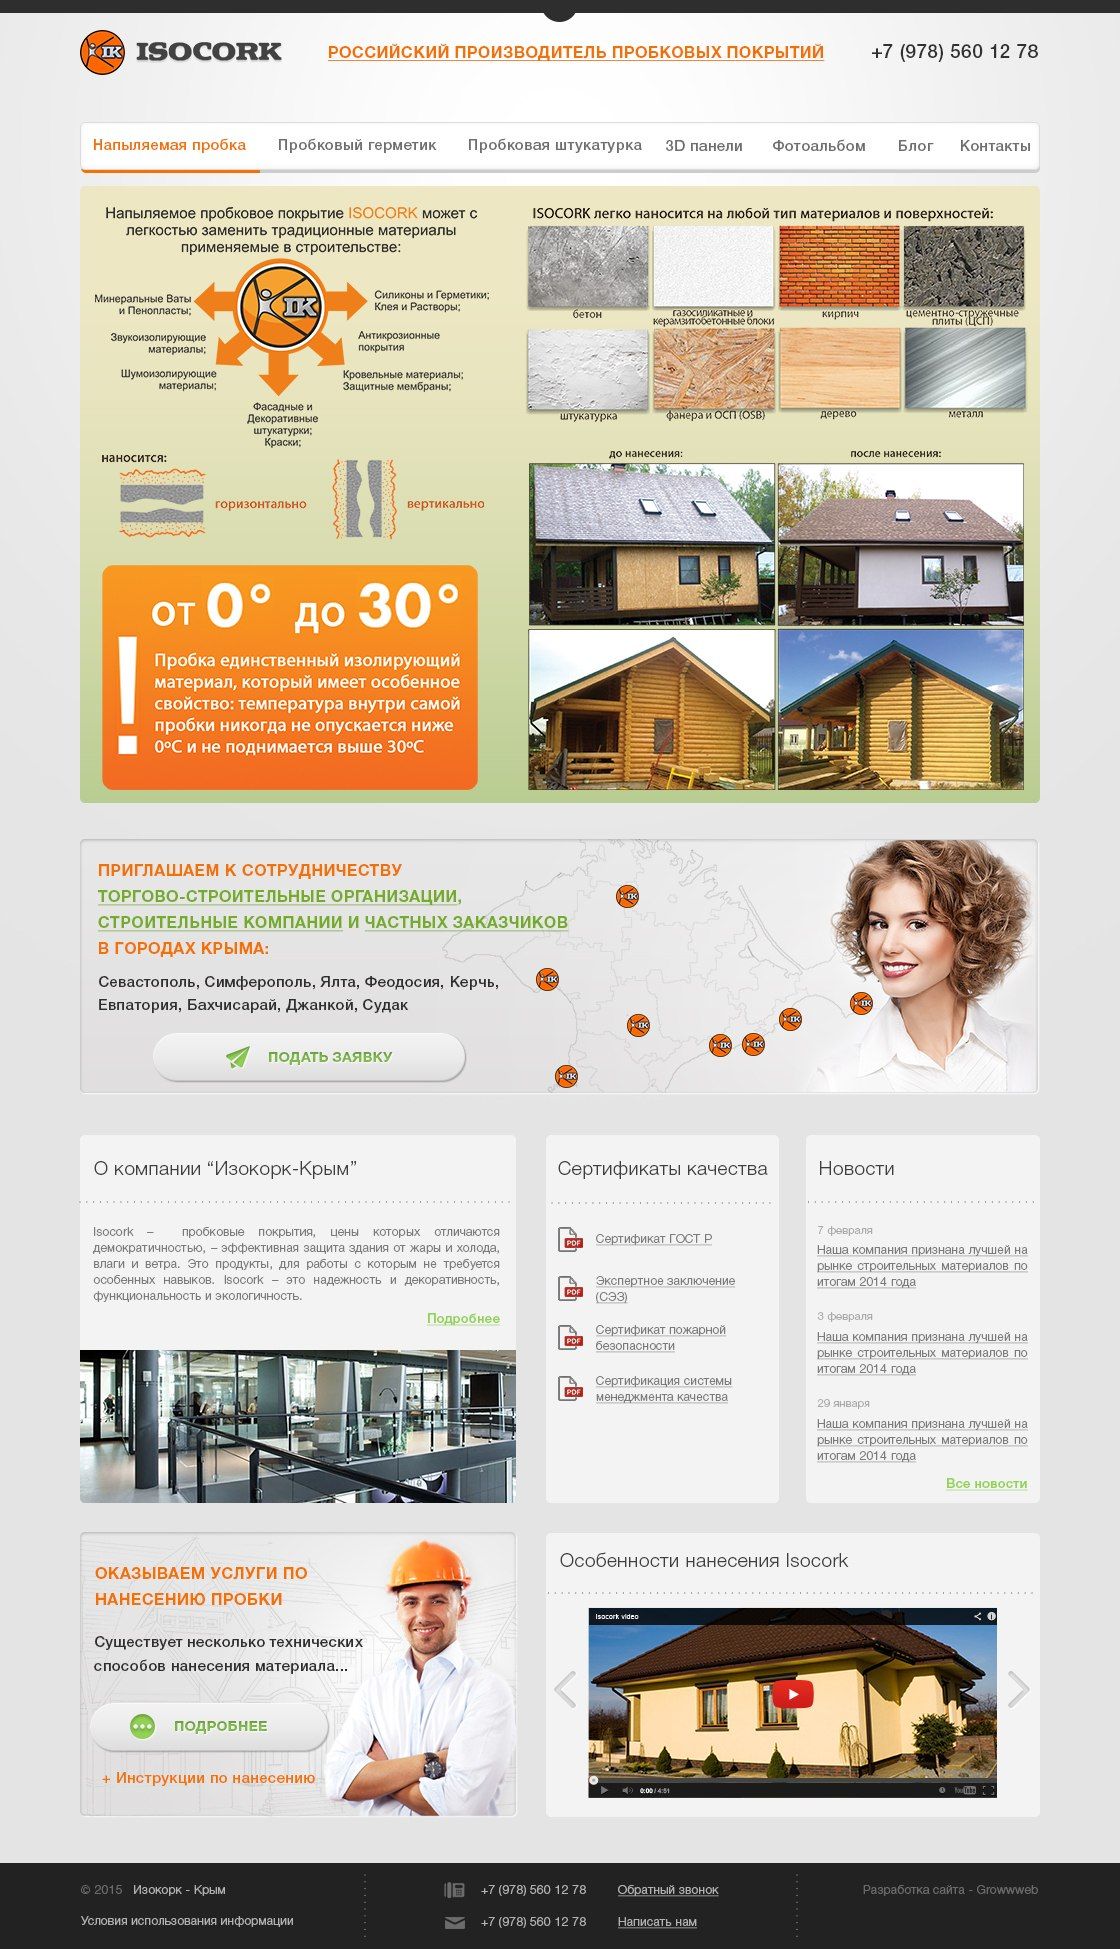 IK ISOCORK
РОССИЙСКИЙ ПРОИЗВОДИТЕЛЬ ПРОБКОВЫХ ПОКРЫТИЙ
+7 (978) 560 12 78
Напыляемая пробка
Пробковый герметик
Пробковая штукатурка
3D панели
Фотоальбом
Блог
Контакты
Напыляемое пробковое покрытие ISOCORK может с
легкостью заменить традиционные материалы
применяемые в строительстве:
IK
Минеральные Ваты
и Пенопласты;
Звукоизолирующие
материалы;
Шумоизолирующие
материалы;
Фасадные и
Декоративные
штукатурки;
Краски;
Силиконы и Герметики;
Клея и Растворы;
Антикрозионные
покрытия
Кровельные материалы;
Защитные мембраны;
наносится:
горизонтально
вертикально
! от 0° до 30°
Пробка единственный изолирующий
материал, который имеет особенное
свойство: температура внутри самой
пробки никогда не опускается ниже
0ºС и не поднимается выше 30ºС
ISOCORK легко наносится на любой тип материалов и поверхностей:
бетон
газосиликатные и
керамзитобетонные блоки
кирпич
цементно-стружечные
плиты (ЦСП)
штукатурка
фанера и ОСП (OSB)
дерево
металл
до нанесения:
после нанесения:
ПРИГЛАШАЕМ К СОТРУДНИЧЕСТВУ
ТОРГОВО-СТРОИТЕЛЬНЫЕ ОРГАНИЗАЦИИ,
СТРОИТЕЛЬНЫЕ КОМПАНИИ И ЧАСТНЫХ ЗАКАЗЧИКОВ
В ГОРОДАХ КРЫМА:
Севастополь, Симферополь, Ялта, Феодосия, Керчь,
Евпатория, Бахчисарай, Джанкой, Судак
ПОДАТЬ ЗАЯВКУ
IK
IK
IK
IK
IK
IK
IK
IK
О компании “Изокорк-Крым”
Isocork – пробковые покрытия, цены которых отличаются
демократичностью, – эффективная защита здания от жары и холода,
влаги и ветра. Это продукты, для работы с которым не требуется
особенных навыков. Isocork – это надежность и декоративность,
функциональность и экологичность.
Подробнее
Сертификаты качества
PDF Сертификат ГОСТ Р
PDF Экспертное заключение
(СЭЗ)
PDF Сертификат пожарной
безопасности
PDF Сертификация системы
менеджмента качества
Новости
7 февраля
Наша компания признана лучшей на
рынке строительных материалов по
итогам 2014 года
3 февраля
Наша компания признана лучшей на
рынке строительных материалов по
итогам 2014 года
29 января
Наша компания признана лучшей на
рынке строительных материалов по
итогам 2014 года
Все новости
ОКАЗЫВАЕМ УСЛУГИ ПО
НАНЕСЕНИЮ ПРОБКИ
Существует несколько технических
способов нанесения материала...
ПОДРОБНЕЕ
+ Инструкции по нанесению
Особенности нанесения Isocork
Isocork video
0:00 / 4:51
YouTube
© 2015 Изокорк - Крым
Условия использования информации
+7 (978) 560 12 78
Обратный звонок
+7 (978) 560 12 78
Написать нам
Разработка сайта - Growwweb